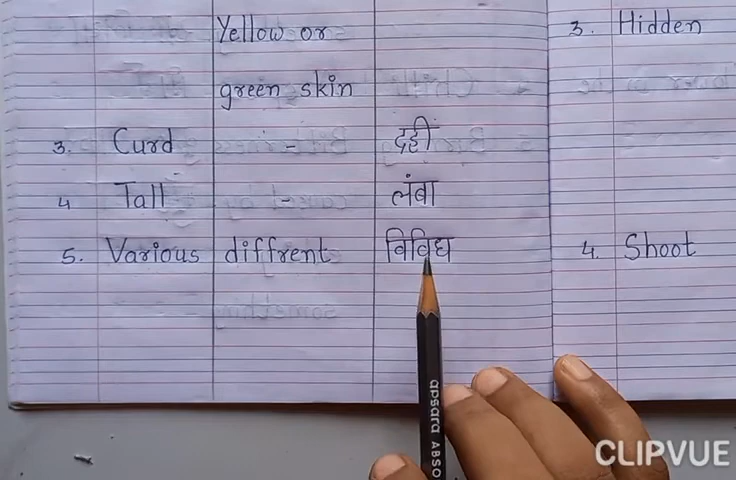 Yellow or
green skin
3. Curd - दही
4 Tall - लंबा
5. Various diffrent विविध
3. Hidden
4. Shoot
apsara ABSO
CLIPVUE